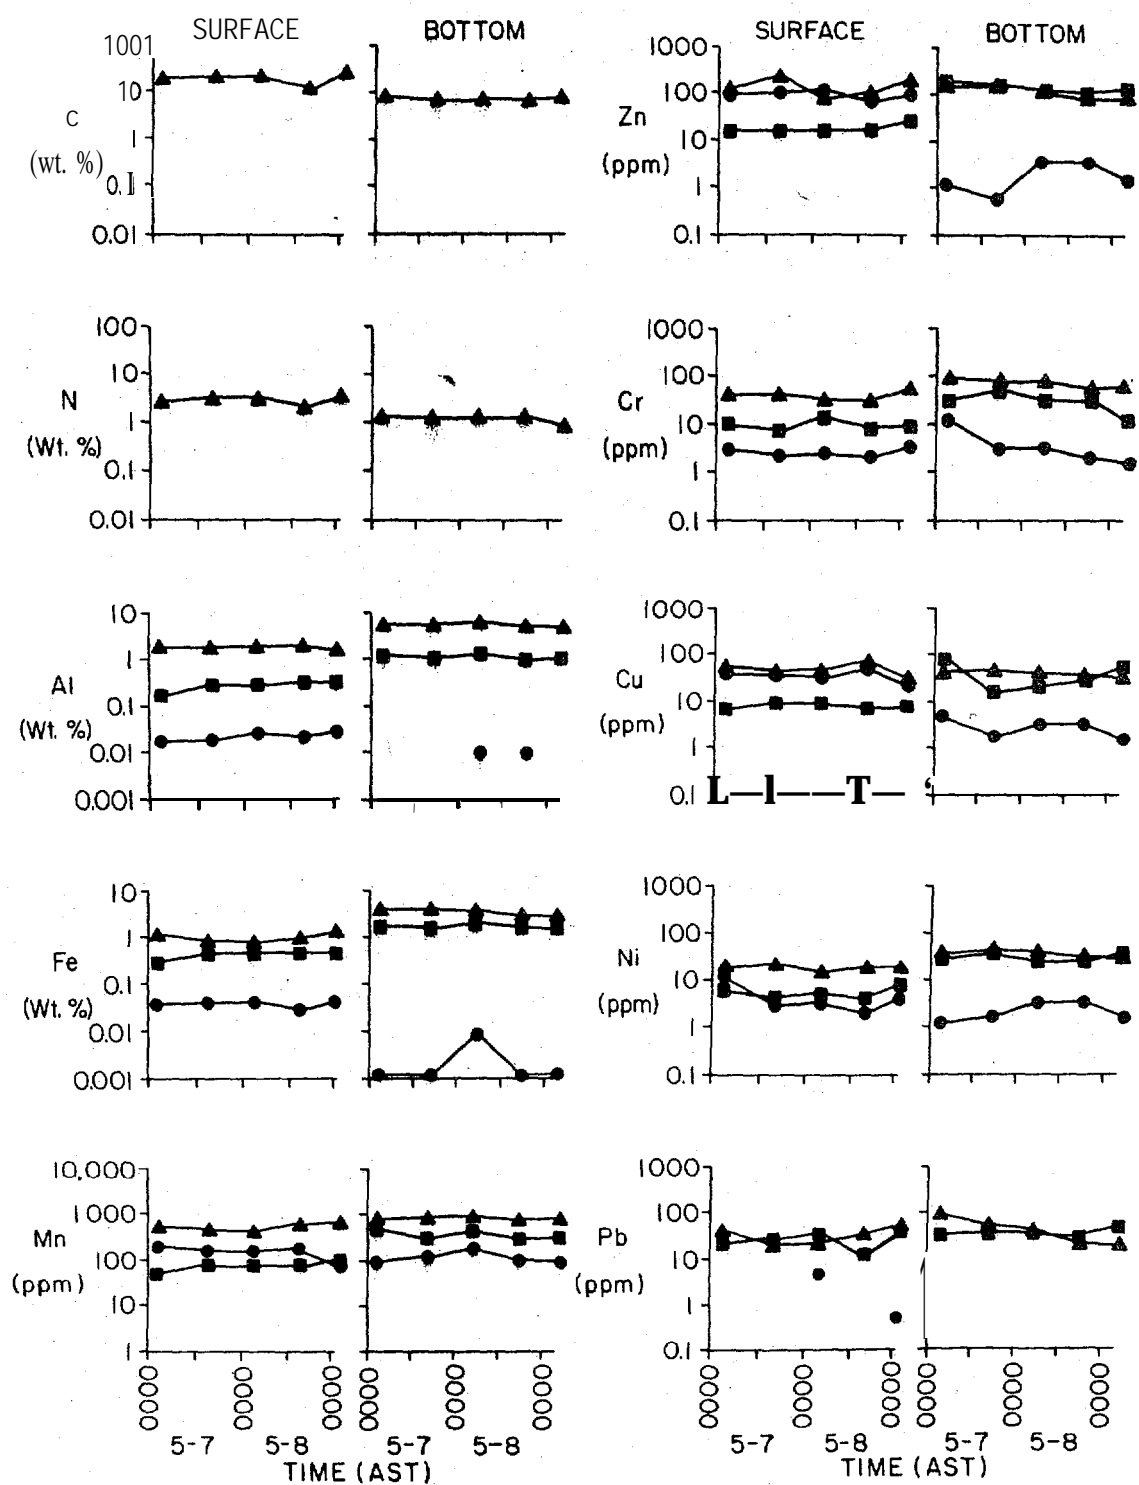 SURFACE BOTTOM SURFACE BOTTOM
1001
10
C
1
(wt. %)
0.1
0.01
1000
100
Zn
10
(ppm)
1
0.1
100
10
N
1
(Wt. %)
0.1
0.01
1000
100
Cr
10
(ppm)
1
0.1
10
1
Al
0.1
(Wt. %)
0.01
0.001
1000
100
Cu
10
(ppm)
1
0.1 L—l——T— ‘
10
1
Fe
0.1
(Wt. %)
0.01
0.001
1000
100
Ni
10
(ppm)
1
0.1
10,000
1000
Mn
100
(ppm)
10
1
1000
100
Pb
10
(ppm)
1
0.1
0000 0000 0000 0000 0000 0000 0000 0000 0000 0000
5-7 5-8 5-7 5-8 5-7 5-8 5-7 5-8
TIME (AST) TIME (AST)